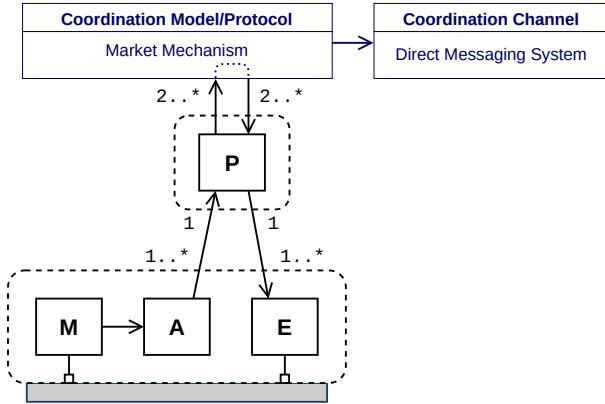 Coordination Model/Protocol
Market Mechanism
Coordination Channel
Direct Messaging System
2..* 2..*
P
1 1
1..* 1..*
M A E